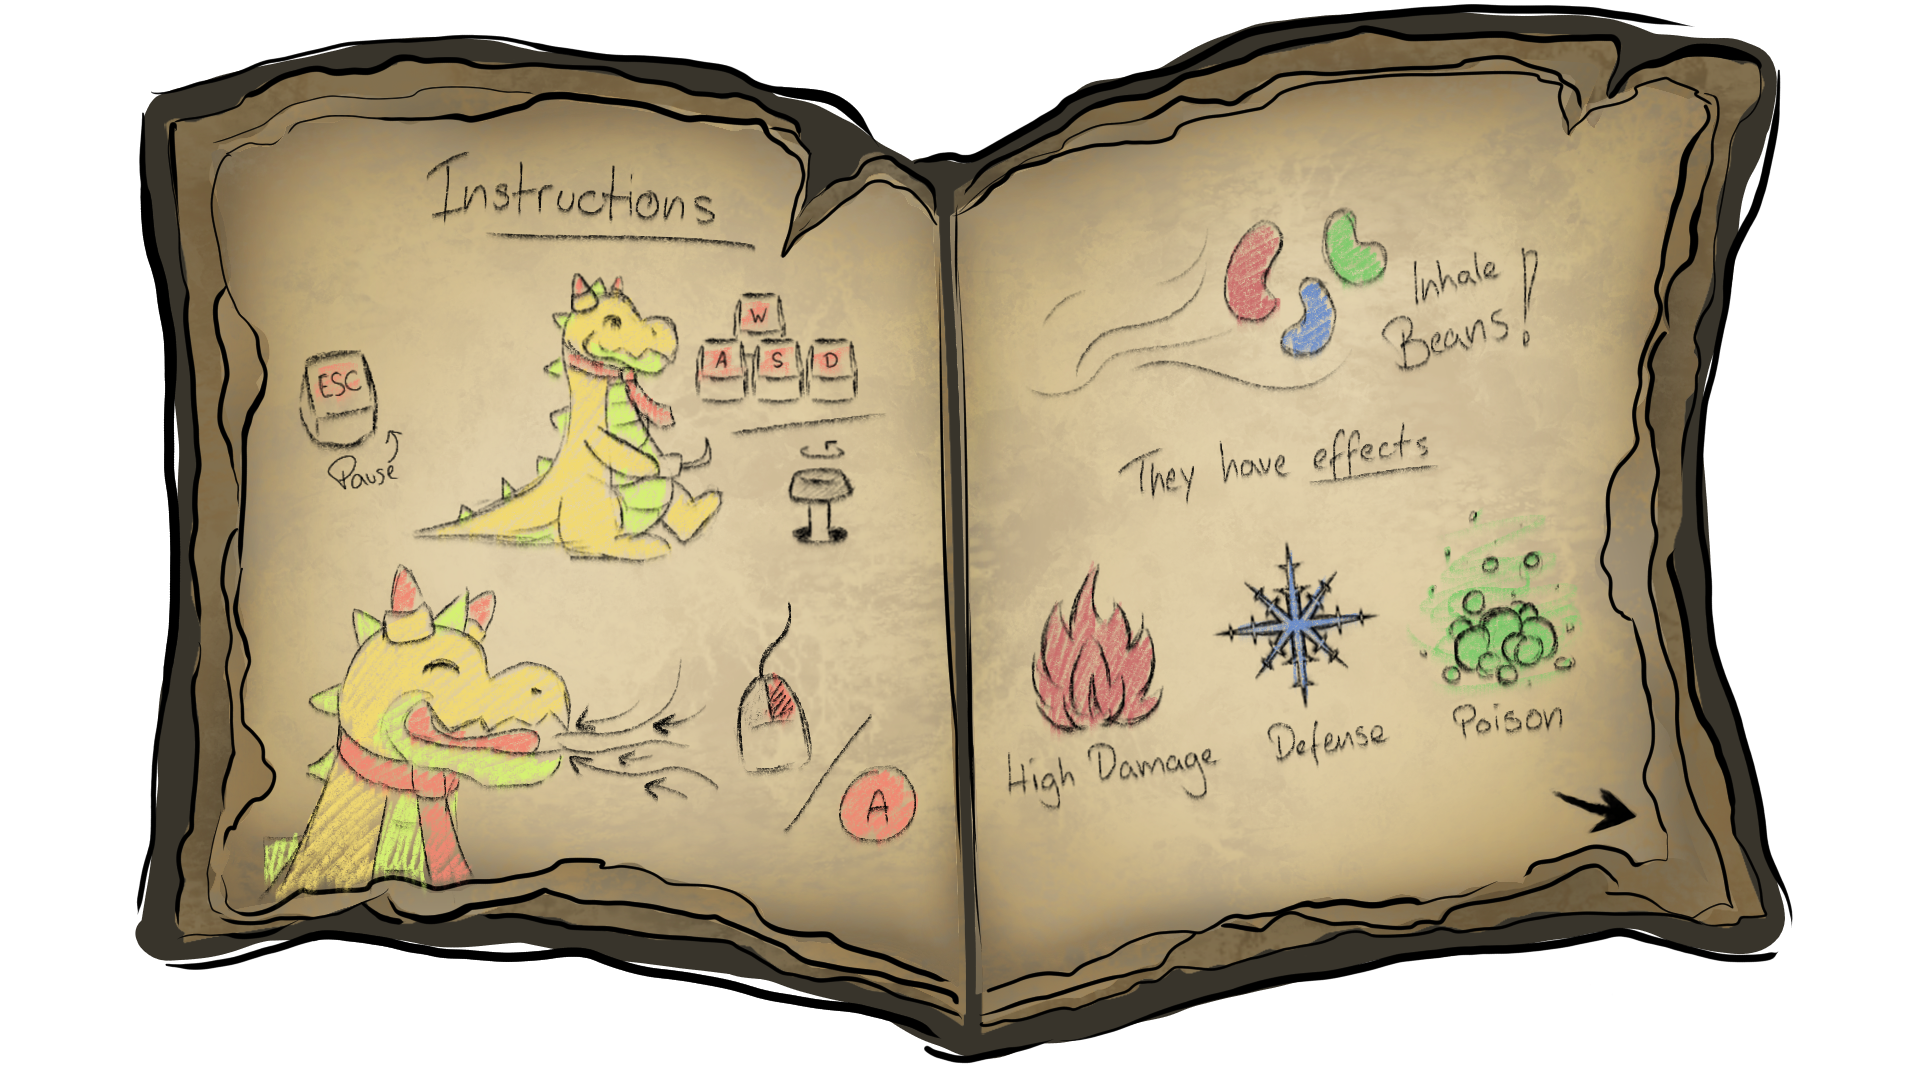 Instructions
ESC
Pause
W
A S D
A
Inhale
Beans!
They have effects
High Damage
Defense
Poison